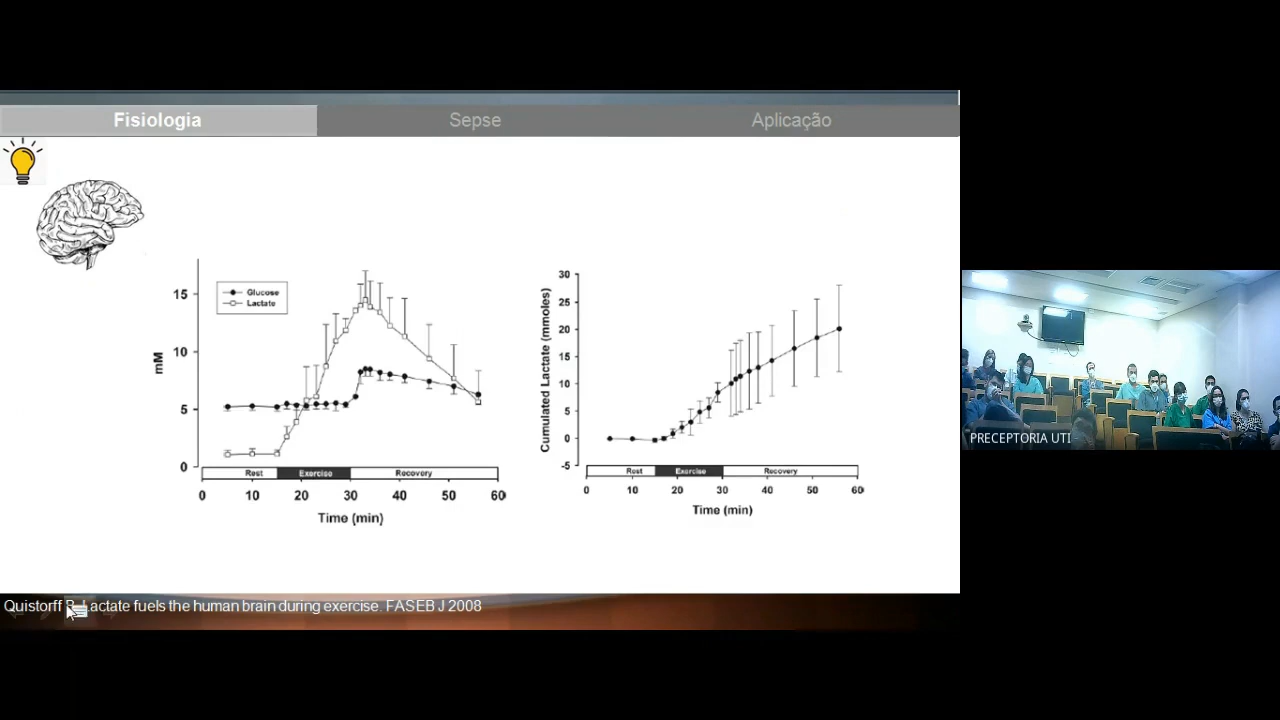 Fisiologia
Sepse
Aplicação
Glucose
Lactate
15
10
5
0
mM
Rest
Exercise
Recovery
0
10
20
30
40
50
60
Time (min)
30
25
20
15
10
5
0
-5
Cumulated Lactate (mmoles)
Rest
Exercise
Recovery
0
10
20
30
40
50
60
Time (min)
Quistorff Lactate fuels the human brain during exercise. FASEB J 2008
PRECEPTORIA UTI